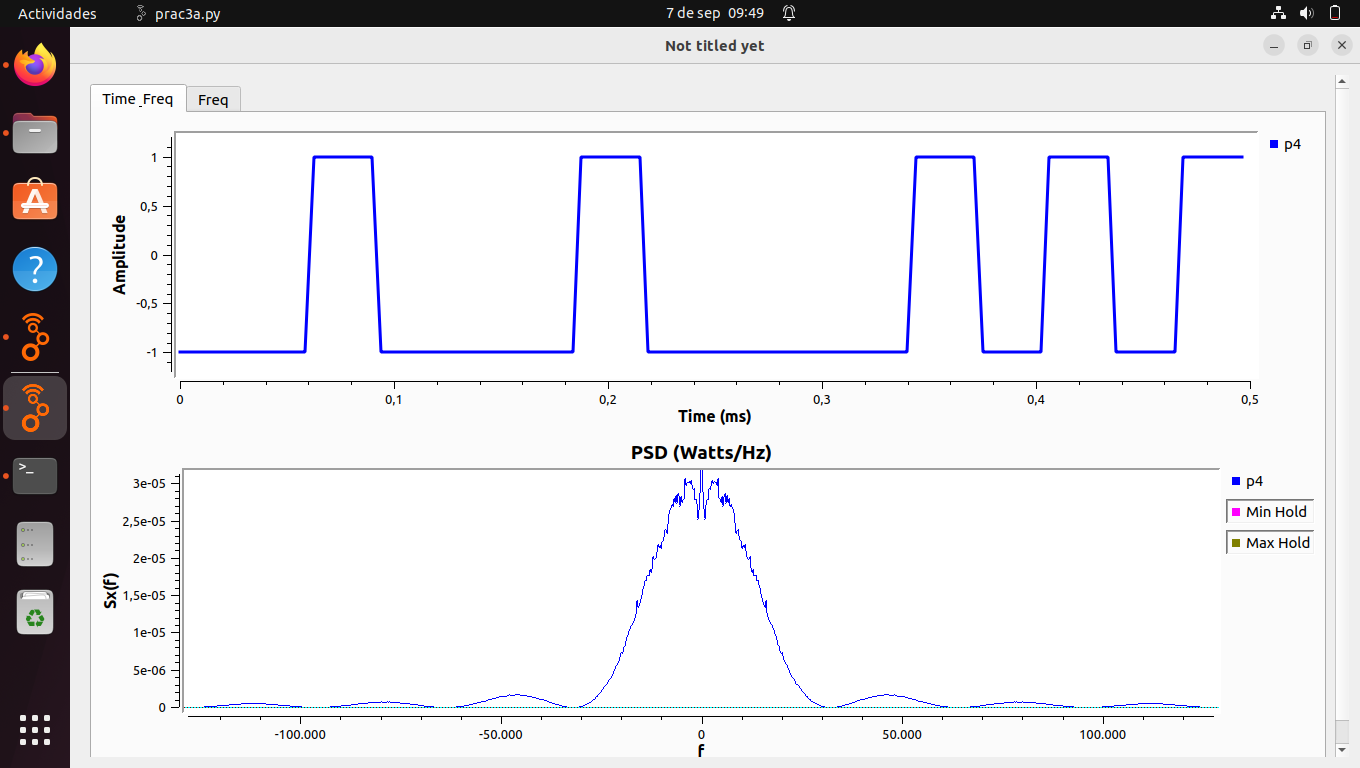 Actividades prac3a.py 7 de sep 09:49
Not titled yet
Time_Freq Freq
p4
1
0,5
0
-0,5
-1
Amplitude
0 0,1 0,2 0,3 0,4 0,5
Time (ms)
PSD (Watts/Hz)
p4
Min Hold
Max Hold
3e-05
2,5e-05
2e-05
1,5e-05
1e-05
5e-06
0
Sx(f)
-100.000 -50.000 0 50.000 100.000
f